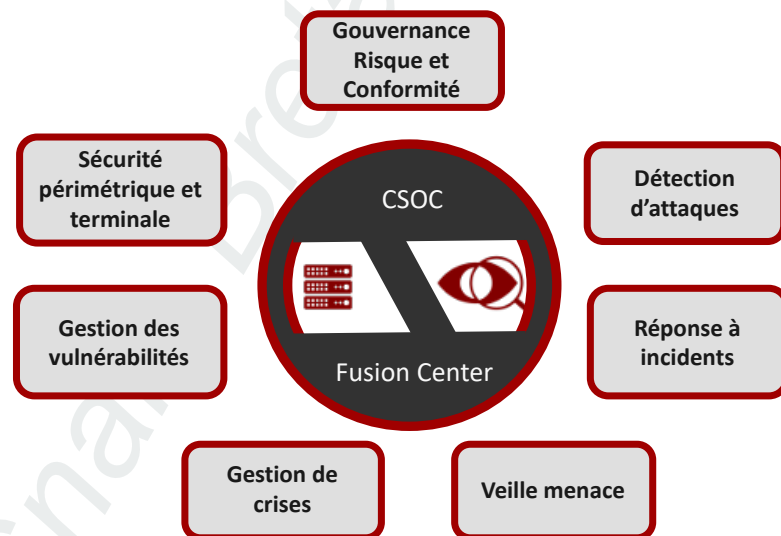 Gouvernance
Risque et
Conformité
Sécurité
périmétrique et
terminale
CSOC
Détection
d’attaques
Gestion des
vulnérabilités
Réponse à
incidents
Fusion Center
Gestion de
crises
Veille menace